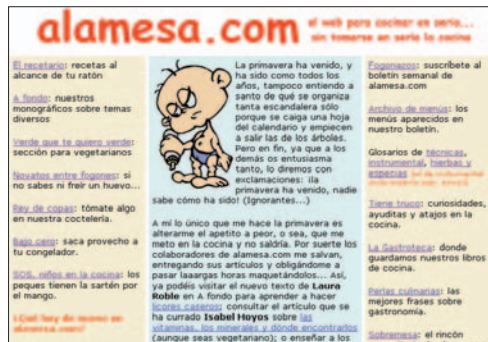 alamesa.com
el web para cocinar en serio...
sin tomarse en serio la cocina
El recetario: recetas al
alcance de tu ratón
A fondo: nuestros
monográficos sobre temas
diversos
Verde que te quiero verde:
sección para vegetarianos
Novatos entre fogones: si
no sabes ni freir un huevo...
Rey de copas: tómate algo
en nuestra coctelería.
Bajo cero: saca provecho a
tu congelador.
SOS, niños en la cocina: los
peques tienen la sartén por
el mango.
¿Qué hay de nuevo en
alamesa.com?
La primavera ha venido, y
ha sido como todos los
años, tampoco entiendo a
santo de qué se organiza
tanta escandalera sólo
porque se caiga una hoja
del calendario y empiecen
a salir las de los árboles.
Pero en fin, ya que a los
demás os entusiasma
tanto, lo diremos con
exclamaciones: ¡la
primavera ha venido, nadie
sabe cómo ha sido! (Ignorantes...)
A mí lo único que me hace la primavera es
alterarme el apetito a peor, o sea, que me
meto en la cocina y no saldría. Por suerte los
colaboradores de alamesa.com me salvan,
entregando sus artículos y obligándome a
pasar laaargas horas maquetándolos... Así,
ya podéis visitar el nuevo texto de Laura
Roble en A fondo para aprender a hacer
licores caseros; consultar el artículo que se
ha currado Isabel Hoyos sobre las
vitaminas, los minerales y dónde encontrarlos
(aunque seas vegetariano); o enseñar a los
Fogonazos: suscríbete al
boletín semanal de
alamesa.com
Archivo de menús: los
menús aparecidos en
nuestro boletín.
Glosarios de técnicas,
instrumental, hierbas y
especias
Tiene truco: curiosidades,
ayuditas y atajos en la
cocina.
La Gastroteca: donde
guardamos nuestros libros
de cocina.
Perlas culinarias: las
mejores frases sobre
gastronomía.
Sobremesa: el rincón